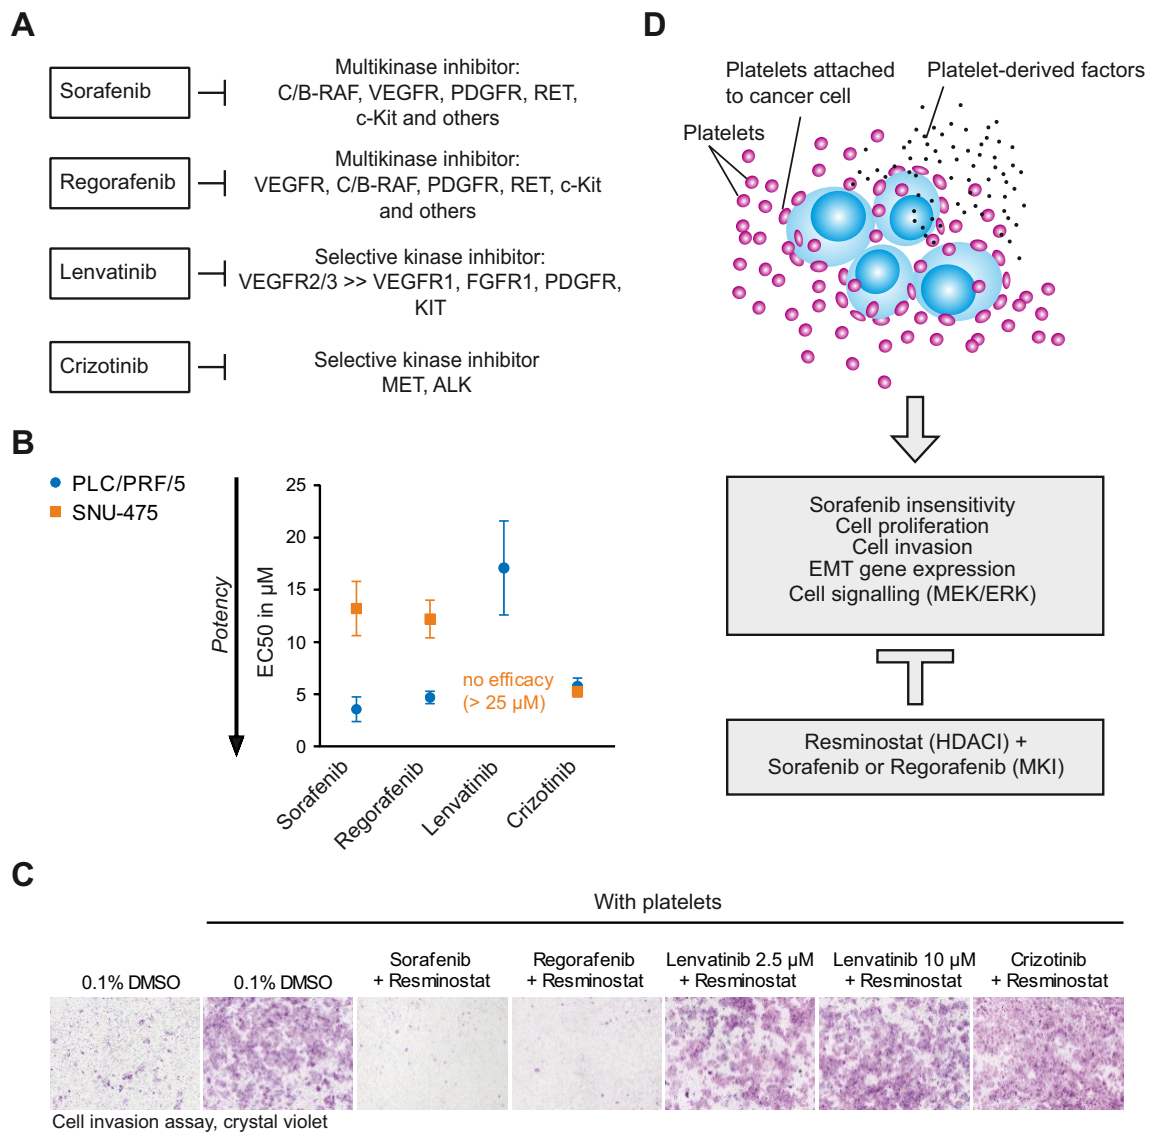 A
Sorafenib
Multikinase inhibitor:
C/B-RAF, VEGFR, PDGFR, RET,
c-Kit and others
Regorafenib
Multikinase inhibitor:
VEGFR, C/B-RAF, PDGFR, RET, c-Kit
and others
Lenvatinib
Selective kinase inhibitor:
VEGFR2/3 >> VEGFR1, FGFR1, PDGFR,
KIT
Crizotinib
Selective kinase inhibitor
MET, ALK
B
PLC/PRF/5
SNU-475
Potency
EC50 in µM
25
20
15
10
5
0
no efficacy
(> 25 µM)
Sorafenib
Regorafenib
Lenvatinib
Crizotinib
D
Platelets attached
to cancer cell
Platelet-derived factors
Platelets
Sorafenib insensitivity
Cell proliferation
Cell invasion
EMT gene expression
Cell signalling (MEK/ERK)
Resminostat (HDACI) +
Sorafenib or Regorafenib (MKI)
C
With platelets
0.1% DMSO
0.1% DMSO
Sorafenib
+ Resminostat
Regorafenib
+ Resminostat
Lenvatinib 2.5 µM
+ Resminostat
Lenvatinib 10 µM
+ Resminostat
Crizotinib
+ Resminostat
Cell invasion assay, crystal violet